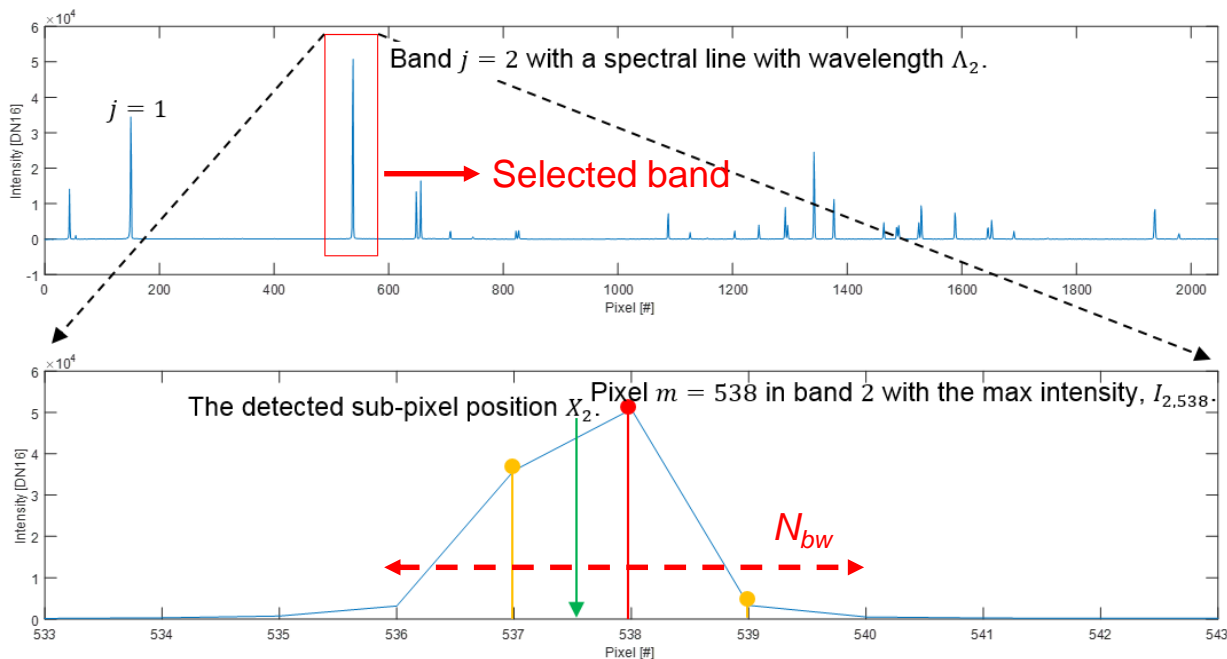 ×10⁴
6
5
4
3
2
1
0
-1
Intensity [DN16]
Band j = 2 with a spectral line with wavelength Λ₂.
j = 1
Selected band
0 200 400 600 800 1000 1200 1400 1600 1800 2000
Pixel [#]
×10⁴
6
5
4
3
2
1
0
Intensity [DN16]
Pixel m = 538 in band 2 with the max intensity, I₂,₅₃₈.
The detected sub-pixel position X₂.
N_bw
533 534 535 536 537 538 539 540 541 542 543
Pixel [#]